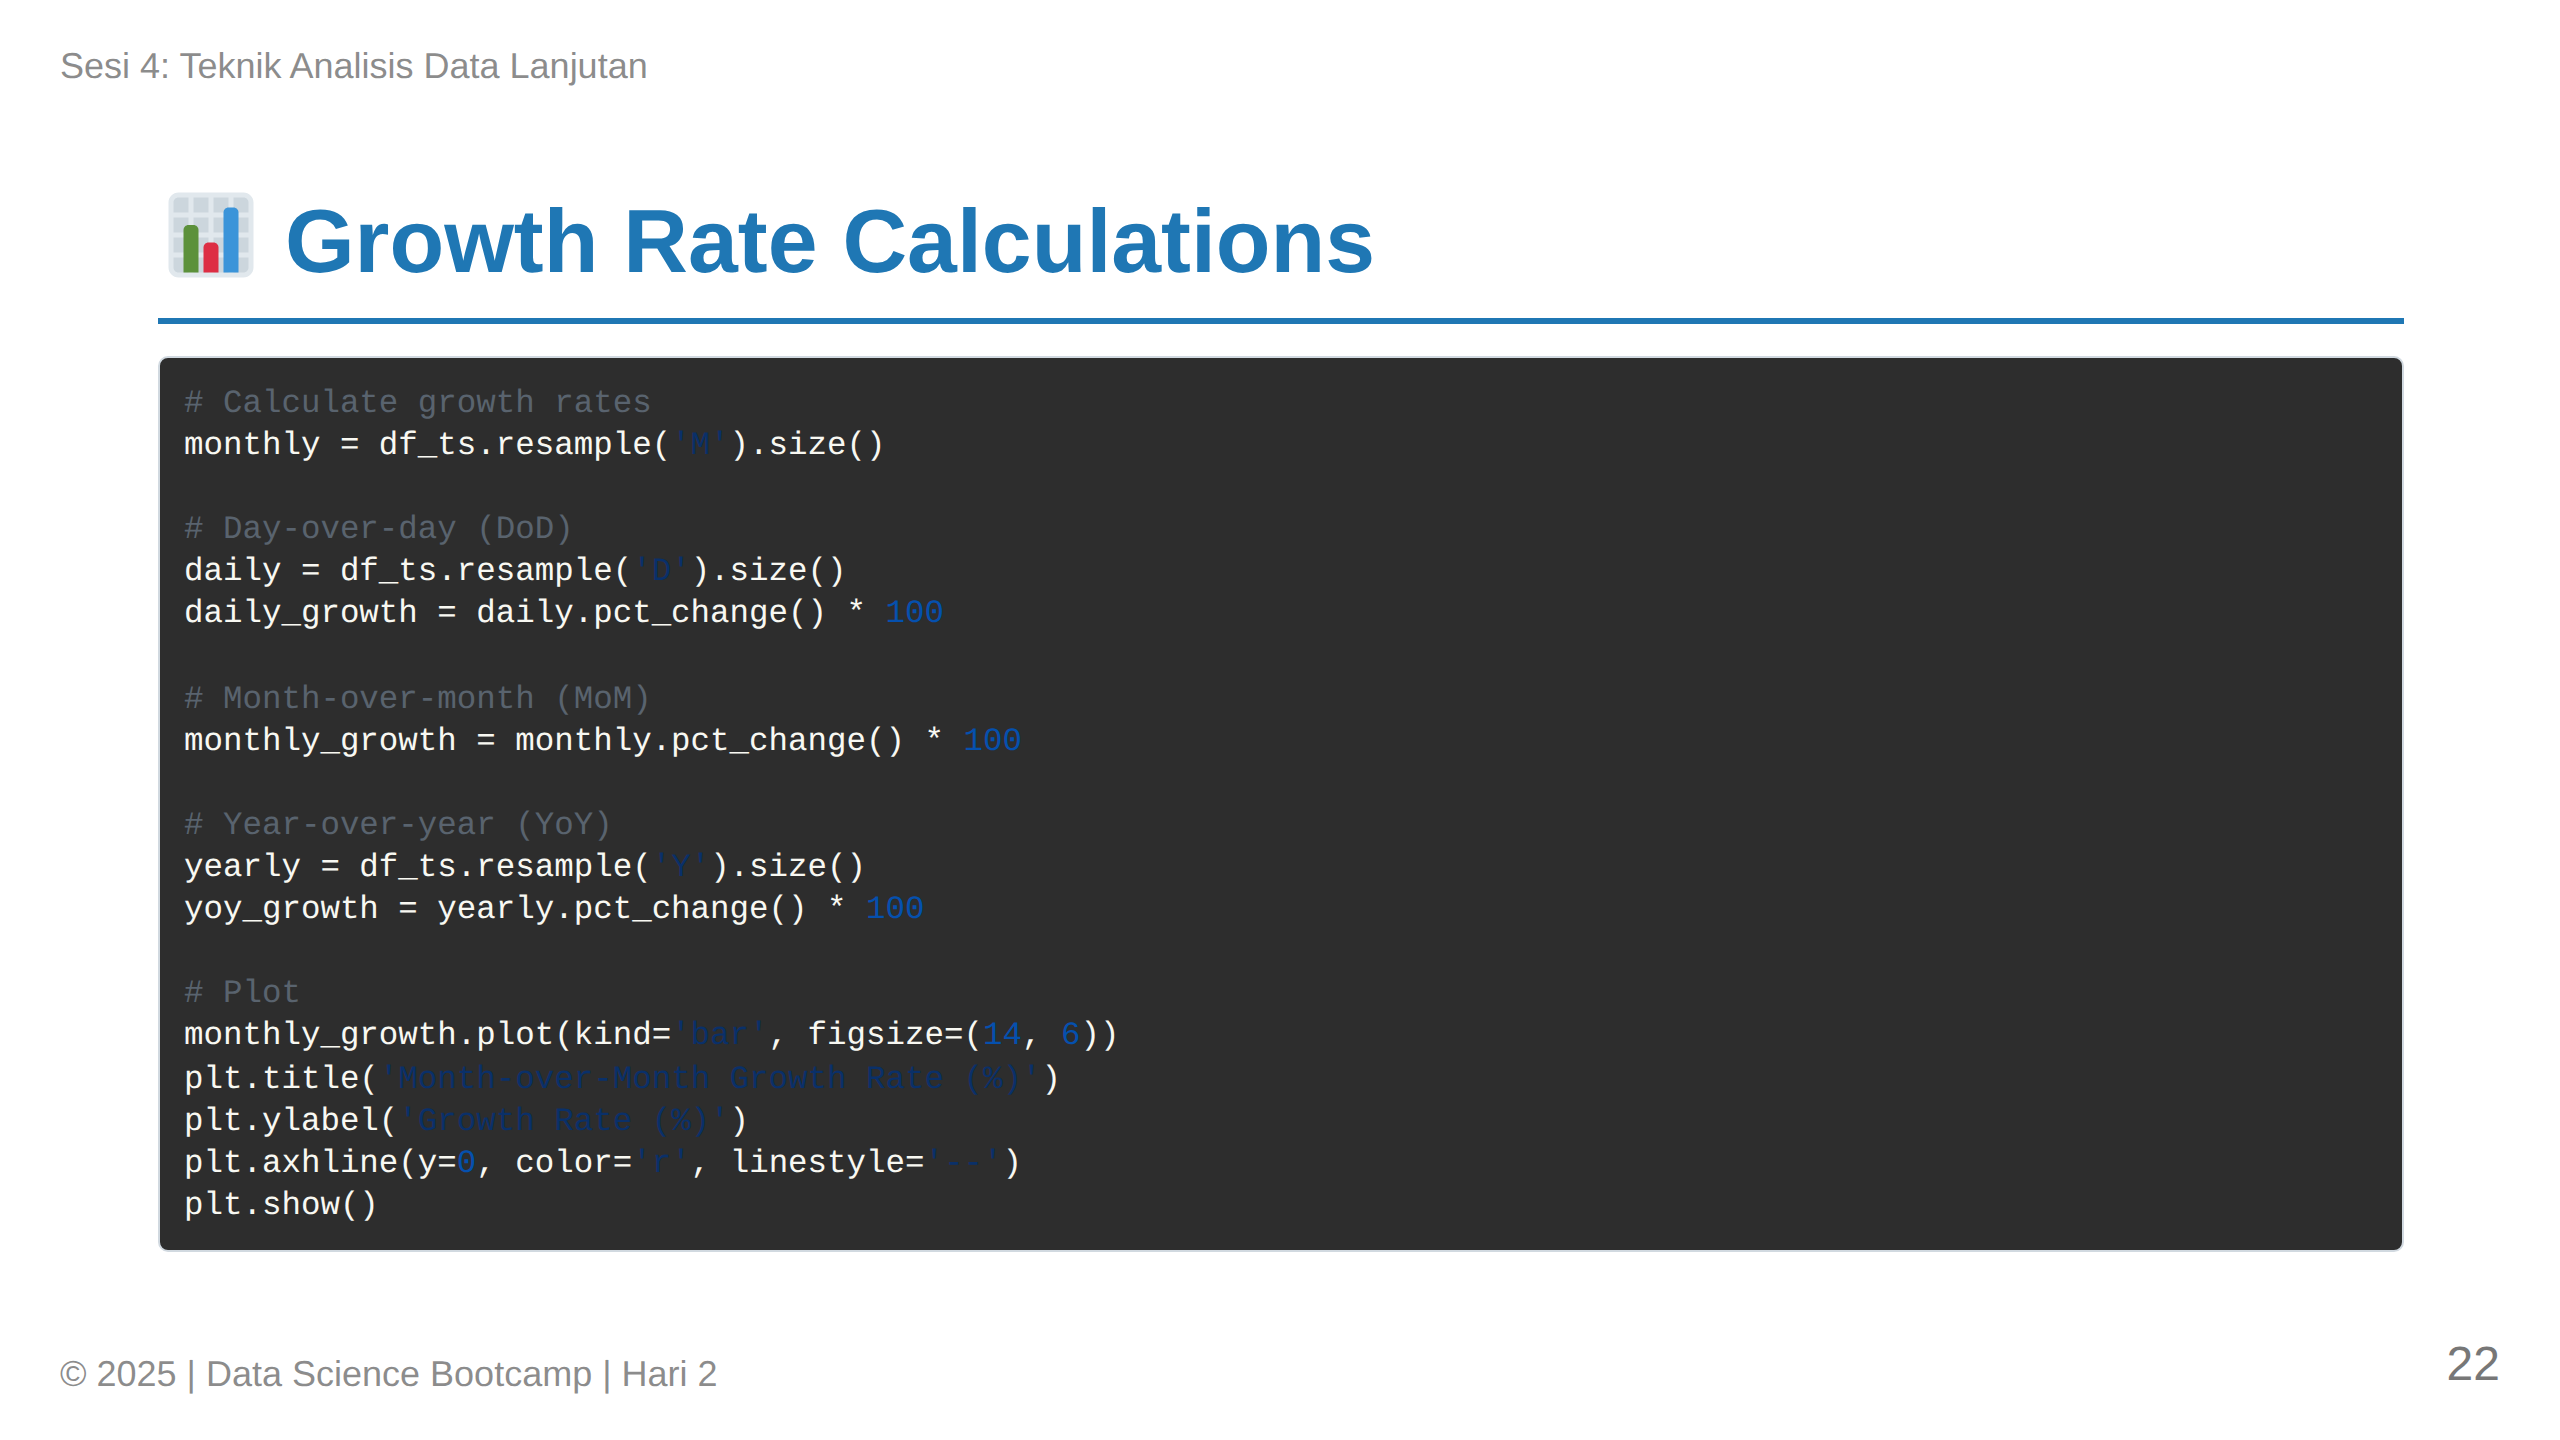 Sesi 4: Teknik Analisis Data Lanjutan
Growth Rate Calculations
# Calculate growth rates
monthly = df_ts.resample('M').size()
# Day-over-day (DoD)
daily = df_ts.resample('D').size()
daily_growth = daily.pct_change() * 100
# Month-over-month (MoM)
monthly_growth = monthly.pct_change() * 100
# Year-over-year (YoY)
yearly = df_ts.resample('Y').size()
yoy_growth = yearly.pct_change() * 100
# Plot
monthly_growth.plot(kind='bar', figsize=(14, 6))
plt.title('Month-over-Month Growth Rate (%)')
plt.ylabel('Growth Rate (%)')
plt.axhline(y=0, color='r', linestyle='--')
plt.show()
© 2025 | Data Science Bootcamp | Hari 2
22